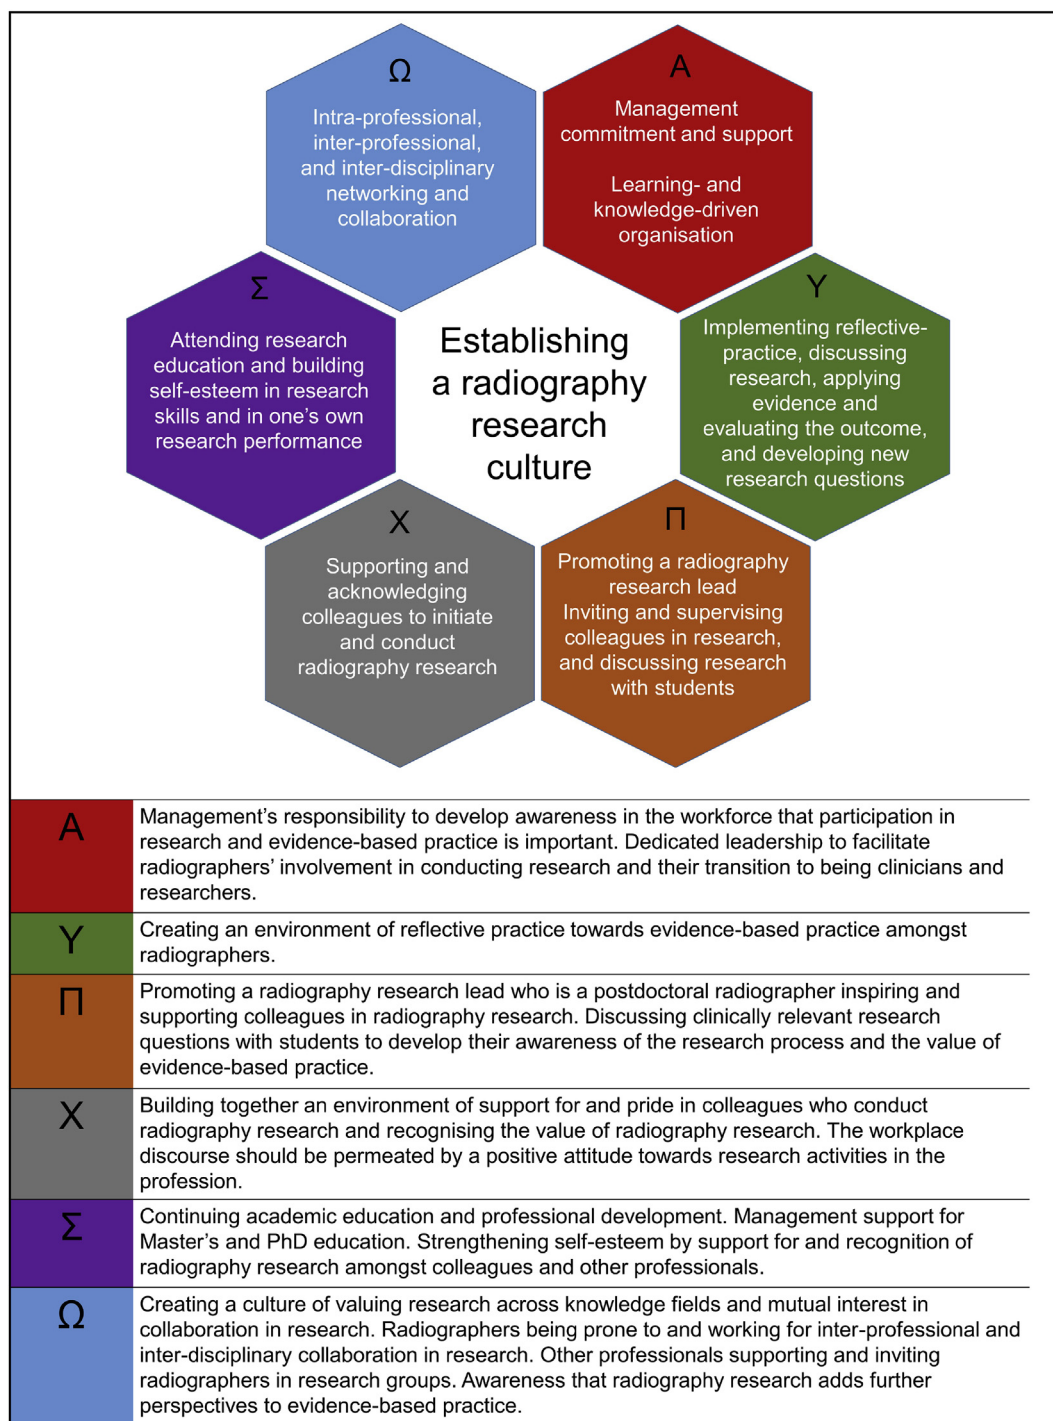 Ω
Intra-professional,
inter-professional,
and inter-disciplinary
networking and
collaboration
Α
Management
commitment and support
Learning- and
knowledge-driven
organisation
Σ
Attending research
education and building
self-esteem in research
skills and in one’s own
research performance
Establishing
a radiography
research
culture
Υ
Implementing reflective-
practice, discussing
research, applying
evidence and
evaluating the outcome,
and developing new
research questions
Χ
Supporting and
acknowledging
colleagues to initiate
and conduct
radiography research
Π
Promoting a radiography
research lead
Inviting and supervising
colleagues in research,
and discussing research
with students
Α
Management’s responsibility to develop awareness in the workforce that participation in
research and evidence-based practice is important. Dedicated leadership to facilitate
radiographers’ involvement in conducting research and their transition to being clinicians and
researchers.
Υ
Creating an environment of reflective practice towards evidence-based practice amongst
radiographers.
Π
Promoting a radiography research lead who is a postdoctoral radiographer inspiring and
supporting colleagues in radiography research. Discussing clinically relevant research
questions with students to develop their awareness of the research process and the value of
evidence-based practice.
Χ
Building together an environment of support for and pride in colleagues who conduct
radiography research and recognising the value of radiography research. The workplace
discourse should be permeated by a positive attitude towards research activities in the
profession.
Σ
Continuing academic education and professional development. Management support for
Master’s and PhD education. Strengthening self-esteem by support for and recognition of
radiography research amongst colleagues and other professionals.
Ω
Creating a culture of valuing research across knowledge fields and mutual interest in
collaboration in research. Radiographers being prone to and working for inter-professional and
inter-disciplinary collaboration in research. Other professionals supporting and inviting
radiographers in research groups. Awareness that radiography research adds further
perspectives to evidence-based practice.